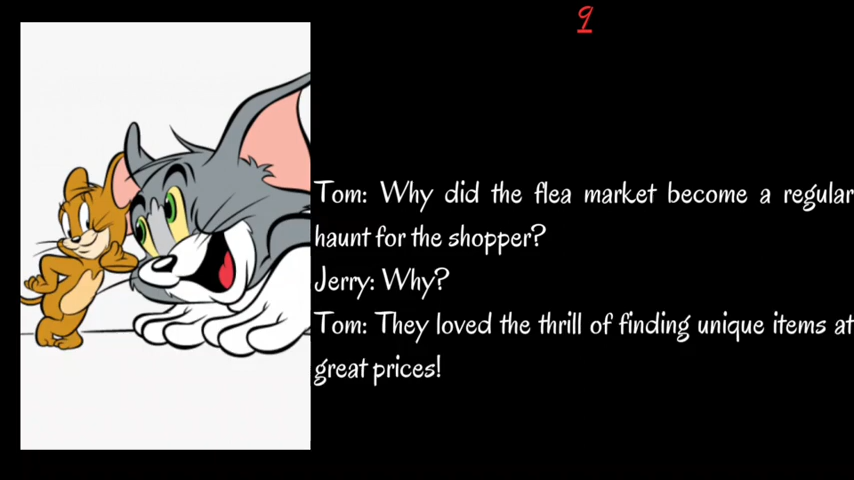 9
Tom: Why did the flea market become a regular
haunt for the shopper?
Jerry: Why?
Tom: They loved the thrill of finding unique items at
great prices!